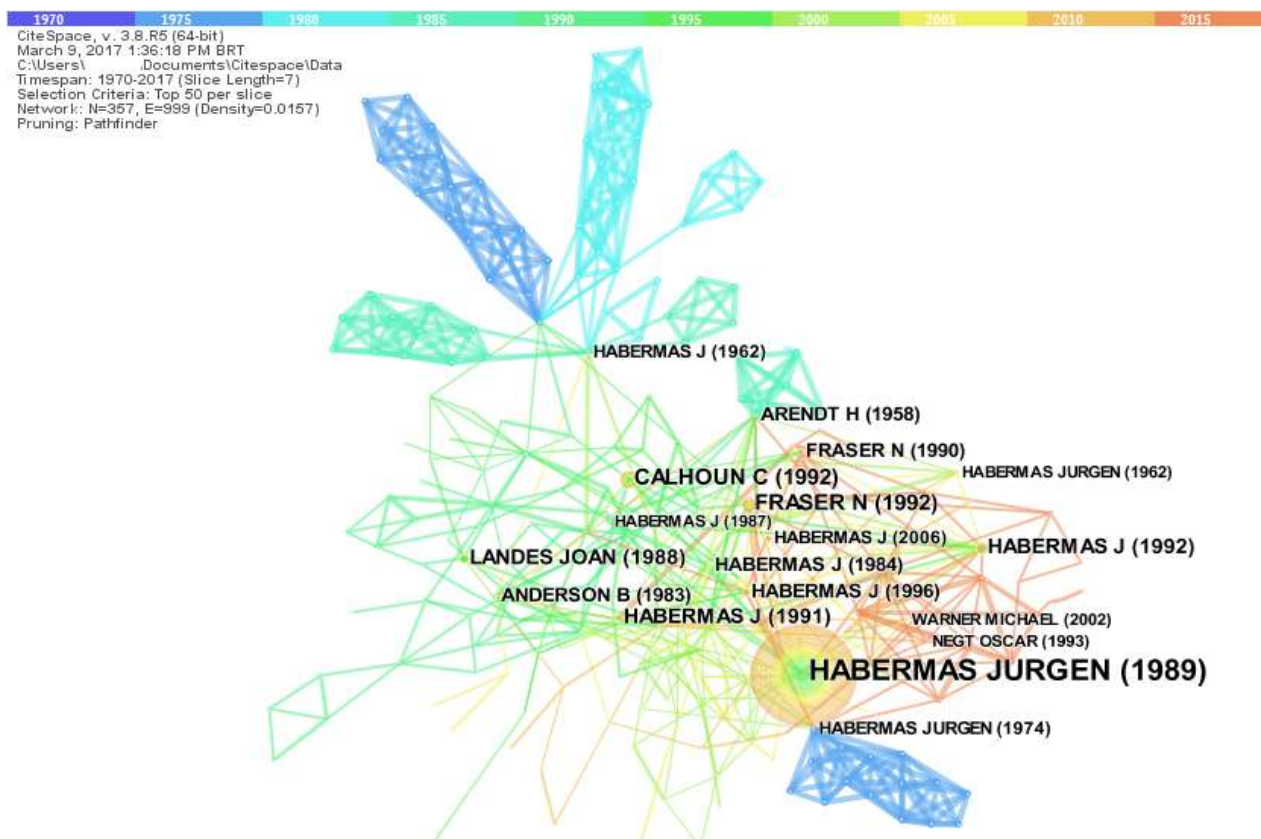 1970 1975 1980 1985 1990 1995 2000 2005 2010 2015
CiteSpace, v. 3.8.R5 (64-bit)
March 9, 2017 1:36:18 PM BRT
C:\Users\ .Documents\Citespace\Data
Timespan: 1970-2017 (Slice Length=7)
Selection Criteria: Top 50 per slice
Network: N=357, E=999 (Density=0.0157)
Pruning: Pathfinder
HABERMAS J (1962)
ARENDT H (1958)
FRASER N (1990)
HABERMAS JURGEN (1962)
CALHOUN C (1992)
FRASER N (1992)
HABERMAS J (1987)
HABERMAS J (2006)
HABERMAS J (1992)
LANDES JOAN (1988)
HABERMAS J (1984)
ANDERSON B (1983)
HABERMAS J (1996)
HABERMAS J (1991)
WARNER MICHAEL (2002)
NEGT OSCAR (1993)
HABERMAS JURGEN (1989)
HABERMAS JURGEN (1974)